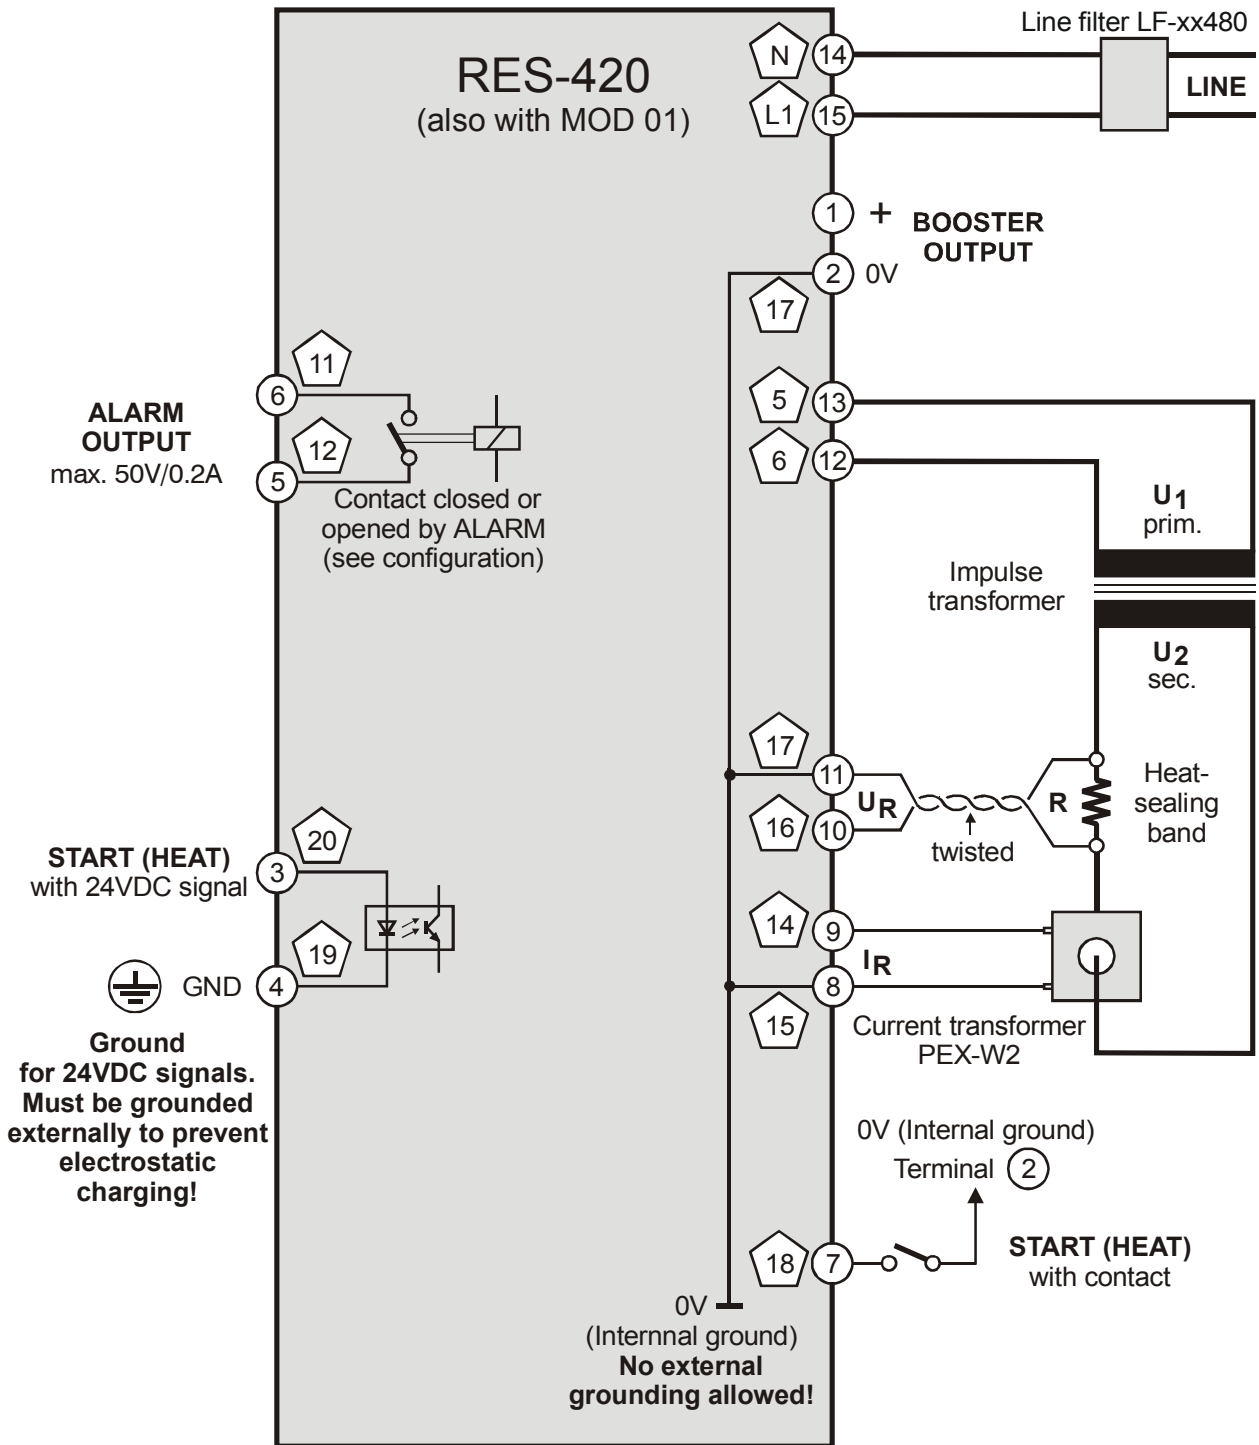 Line filter LF-xx480
RES-420
(also with MOD 01)
N
14
LINE
L1
15
1
+
BOOSTER
OUTPUT
2
0V
17
11
6
ALARM
OUTPUT
max. 50V/0.2A
12
5
Contact closed or
opened by ALARM
(see configuration)
5
13
6
12
U1
prim.
Impulse
transformer
U2
sec.
17
11
UR
16
10
twisted
R
Heat-
sealing
band
20
START (HEAT)
with 24VDC signal
3
19
GND
4
Ground
for 24VDC signals.
Must be grounded
externally to prevent
electrostatic
charging!
14
9
IR
8
15
Current transformer
PEX-W2
0V (Internal ground)
Terminal 2
18
7
START (HEAT)
with contact
0V
(Internnal ground)
No external
grounding allowed!